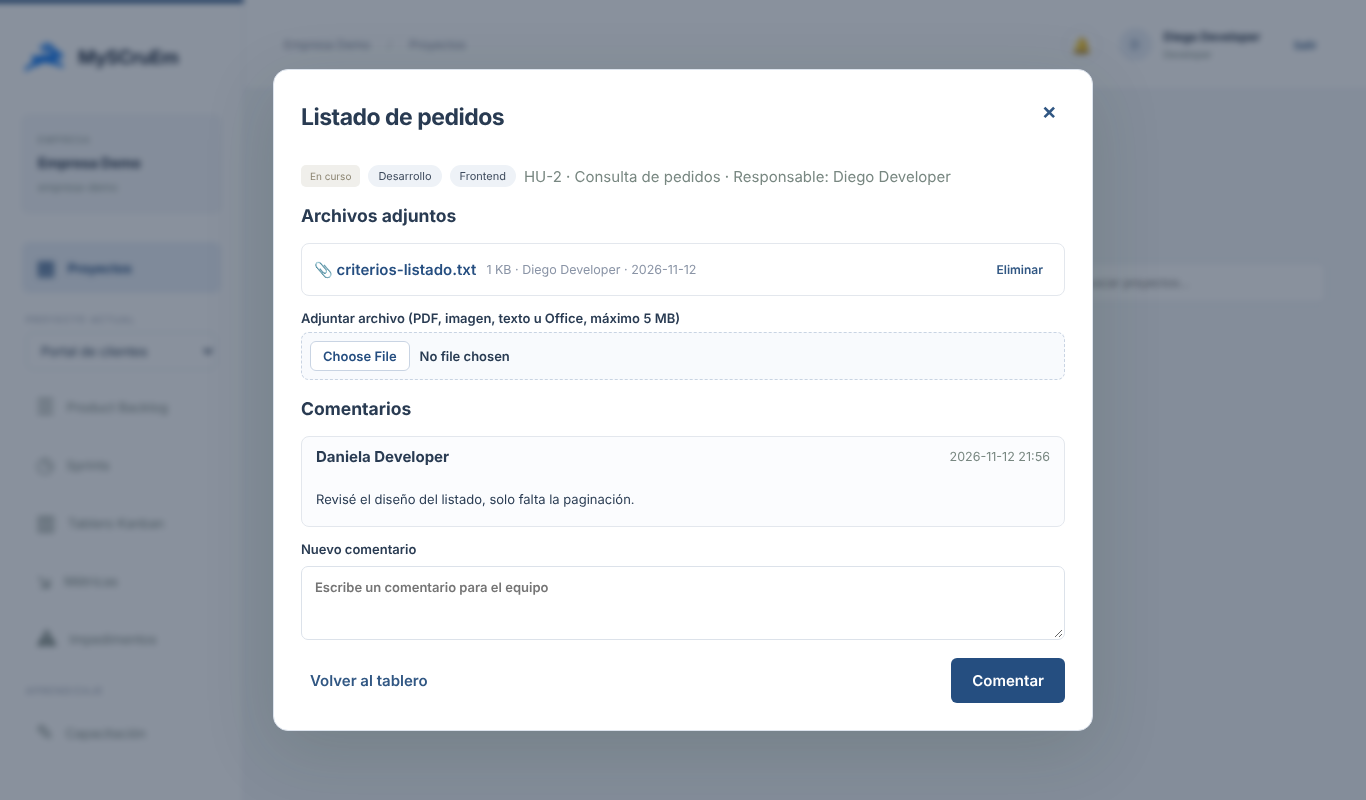 MySCruEm
Empresa Demo
Proyectos
Diego Developer
Empresa Demo
Proyectos
Portal de clientes
Product Backlog
Sprints
Tablero Kanban
Métricas
Impedimentos
Capacitación
Listado de pedidos
×
En curso Desarrollo Frontend HU-2 · Consulta de pedidos · Responsable: Diego Developer
Archivos adjuntos
criterios-listado.txt 1 KB · Diego Developer · 2026-11-12 Eliminar
Adjuntar archivo (PDF, imagen, texto u Office, máximo 5 MB)
Choose File No file chosen
Comentarios
Daniela Developer 2026-11-12 21:56
Revisé el diseño del listado, solo falta la paginación.
Nuevo comentario
Escribe un comentario para el equipo
Volver al tablero Comentar